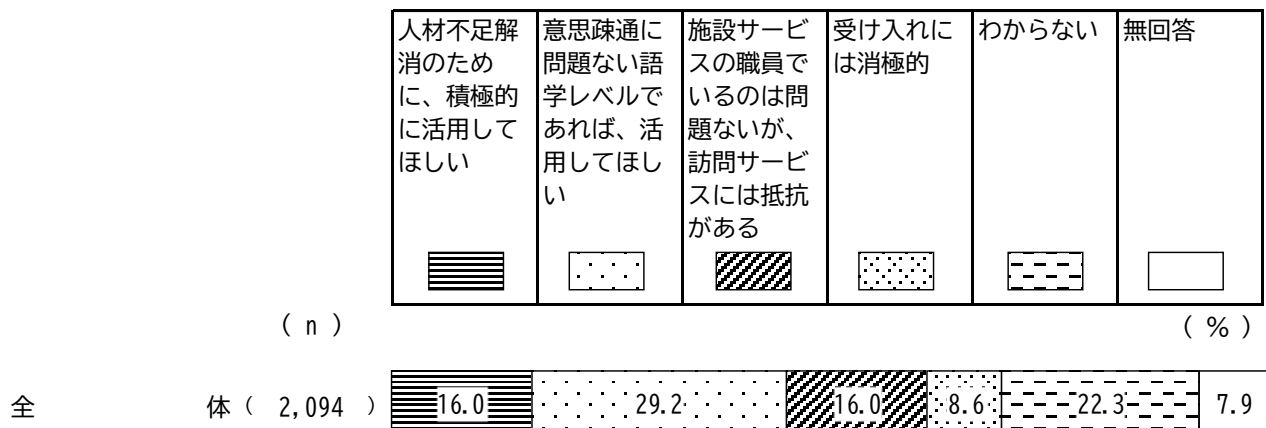 人材不足解
消のため
に、積極的
に活用して
ほしい
意思疎通に
問題ない語
学レベルで
あれば、活
用してほし
い
施設サービ
スの職員で
いるのは問
題ないが、
訪問サービ
スには抵抗
がある
受け入れに
は消極的
わからない
無回答
( n )
( % )
全 体 ( 2,094 ) 16.0 29.2 16.0 8.6 22.3 7.9